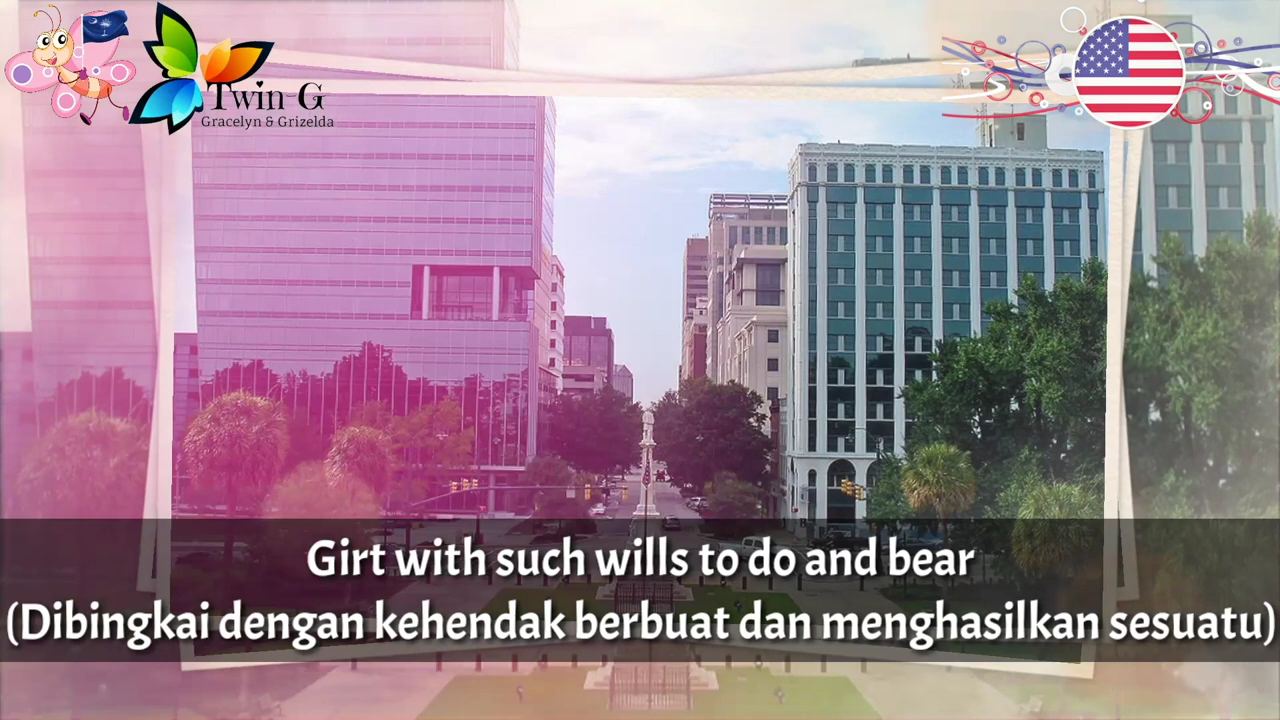 Twin-G
Gracelyn & Grizelda
Girt with such wills to do and bear
(Dibingkai dengan kehendak berbuat dan menghasilkan sesuatu)